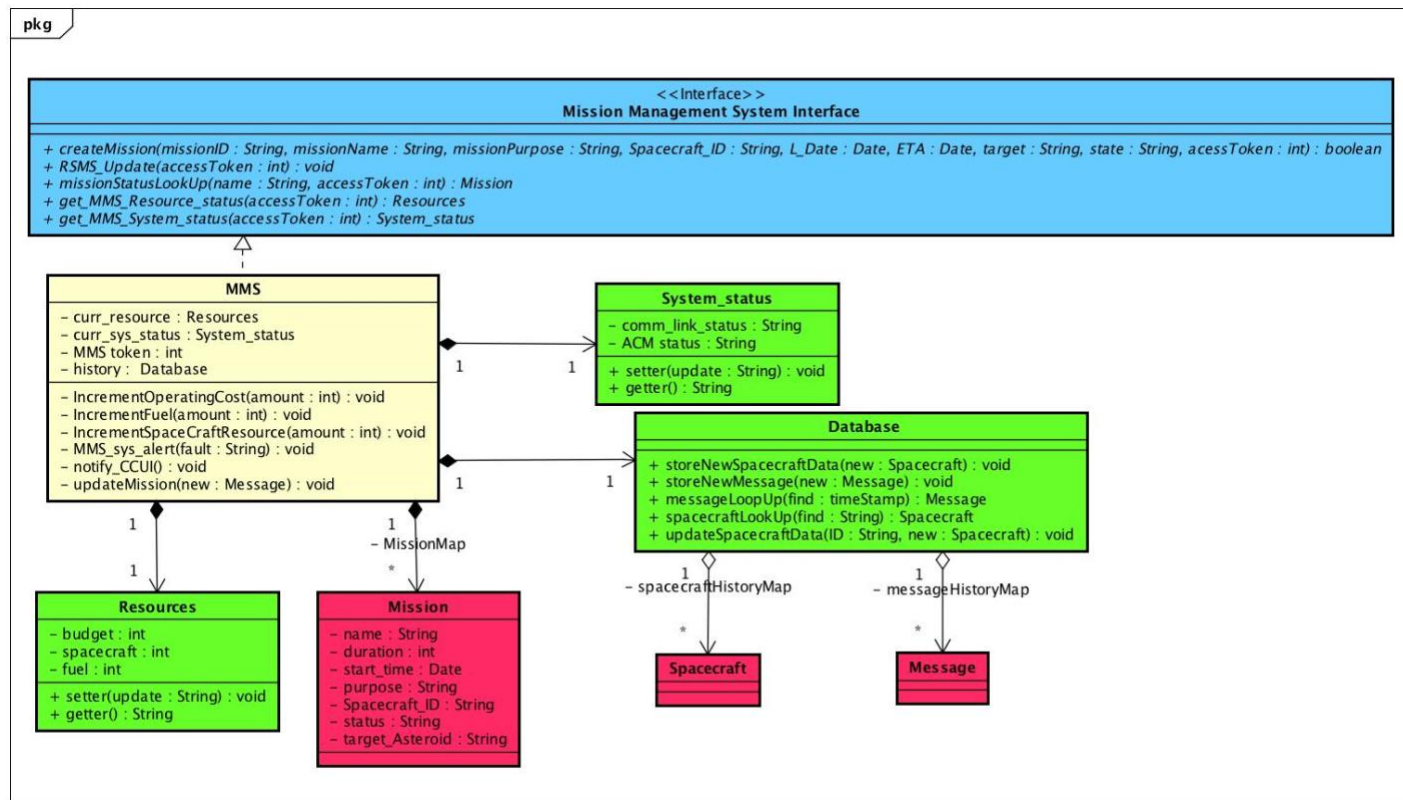 pkg
<<Interface>>
Mission Management System Interface
+ createMission(missionID : String, missionName : String, missionPurpose : String, Spacecraft_ID : String, L_Date : Date, ETA : Date, target : String, state : String, acessToken : int) : boolean
+ RSMS_Update(accessToken : int) : void
+ missionStatusLookUp(name : String, accessToken : int) : Mission
+ get_MMS_Resource_status(accessToken : int) : Resources
+ get_MMS_System_status(accessToken : int) : System_status
MMS
- curr_resource : Resources
- curr_sys_status : System_status
- MMS token : int
- history : Database
- IncrementOperatingCost(amount : int) : void
- IncrementFuel(amount : int) : void
- IncrementSpaceCraftResource(amount : int) : void
- MMS_sys_alert(fault : String) : void
- notify_CCUI() : void
- updateMission(new : Message) : void
1
1
System_status
- comm_link_status : String
- ACM status : String
+ setter(update : String) : void
+ getter() : String
1
1
Database
+ storeNewSpacecraftData(new : Spacecraft) : void
+ storeNewMessage(new : Message) : void
+ messageLoopUp(find : timeStamp) : Message
+ spacecraftLookUp(find : String) : Spacecraft
+ updateSpacecraftData(ID : String, new : Spacecraft) : void
1
1
1
- MissionMap
*
1
- spacecraftHistoryMap
*
1
- messageHistoryMap
*
Resources
- budget : int
- spacecraft : int
- fuel : int
+ setter(update : String) : void
+ getter() : String
Mission
- name : String
- duration : int
- start_time : Date
- purpose : String
- Spacecraft_ID : String
- status : String
- target_Asteroid : String
Spacecraft
Message